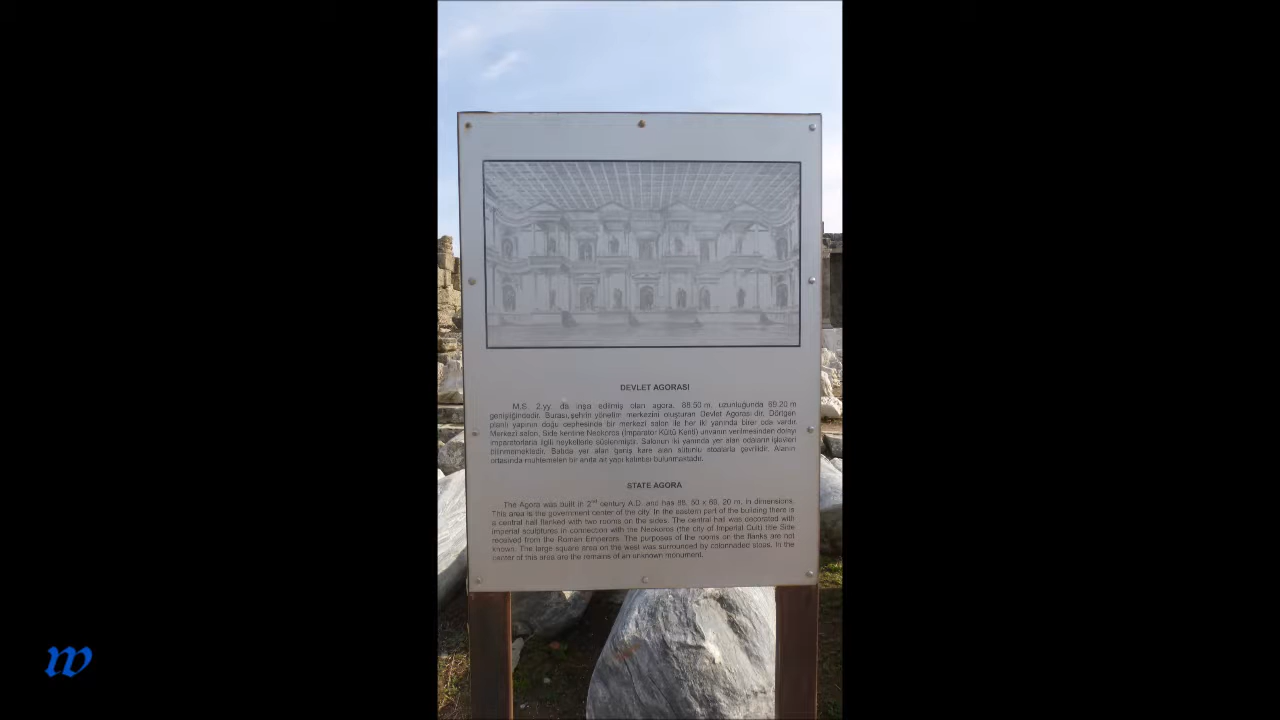 DEVLET AGORASI
M.S. 2.yy. da inşa edilmiş olan agora, 88.50 m. uzunluğunda 69.20 m
genişliğindedir. Burası, şehrin yönetim merkezini oluşturan Devlet Agorası dır. Dörtgen
planlı yapının doğu cephesinde bir merkezi salon ile her iki yanında birer oda vardır
Merkezi salon, Side kentine Neokoros (İmparator Kültü Kenti) unvanın verilmesinden dolayı
imparatorlarla ilgili heykellerle süslenmiştir. Salonun iki yanında yer alan odaların işlevleri
bilinmemektedir. Batıda yer alan geniş kare alan sütunlu stoalarla çevrilidir. Alanın
ortasında muhtemelen bir anıta ait yapı kalıntısı bulunmaktadır.
STATE AGORA
The Agora was built in 2nd century A.D. and has 88, 50 x 69, 20 m. in dimensions.
This area is the government center of the city. In the eastern part of the building there is
a central hall flanked with two rooms on the sides. The central hall was decorated with
imperial sculptures in connection with the Neokoros (the city of Imperial Cult) title Side
received from the Roman Emperors. The purposes of the rooms on the flanks are not
known. The large square area on the west was surrounded by colonnaded stoas. In the
center of this area are the remains of an unknown monument.
w